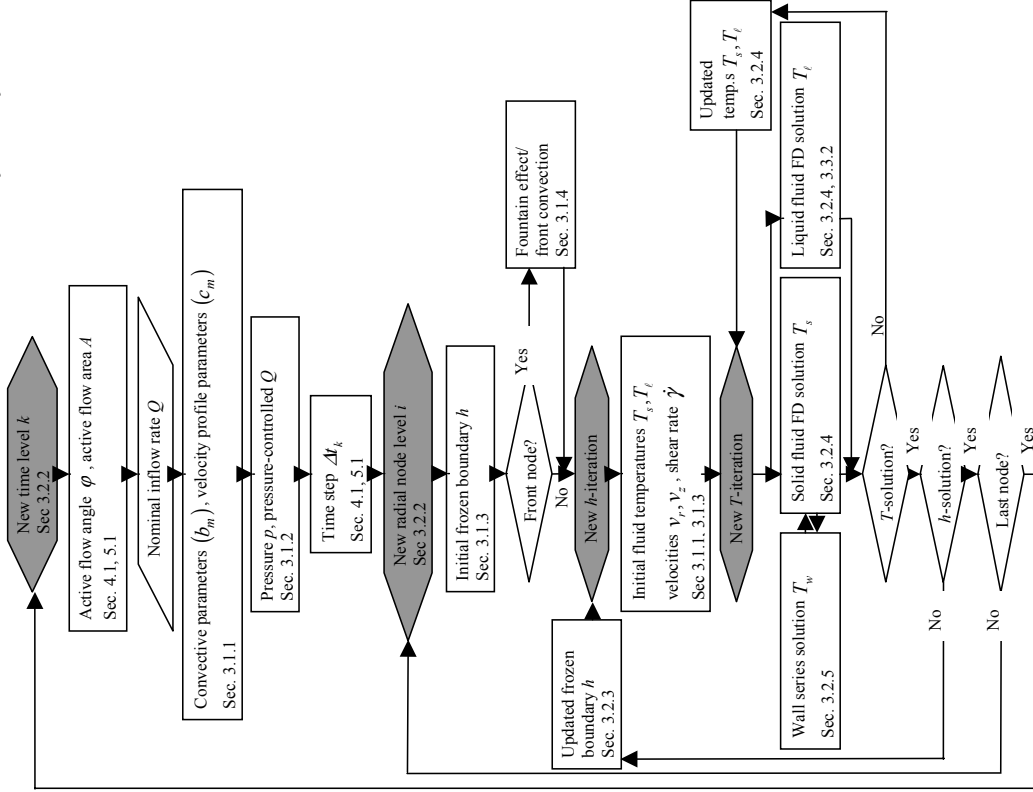 New time level k
Sec 3.2.2
Active flow angle φ, active flow area A
Sec. 4.1, 5.1
Nominal inflow rate Q
Convective parameters (b_m), velocity profile parameters (c_m)
Sec. 3.1.1
Pressure p, pressure-controlled Q
Sec. 3.1.2
Time step Δt_k
Sec. 4.1, 5.1
New radial node level i
Sec 3.2.2
Initial frozen boundary h
Sec. 3.1.3
Front node?
Yes
No
Fountain effect/
front convection
Sec. 3.1.4
New h-iteration
Updated frozen
boundary h
Sec. 3.2.3
Initial fluid temperatures T_s, T_ℓ
velocities v_r, v_z, shear rate γ̇
Sec 3.1.1, 3.1.3
New T-iteration
Updated
temp.s T_s, T_ℓ
Sec. 3.2.4
Wall series solution T_w
Sec. 3.2.5
Solid fluid FD solution T_s
Sec. 3.2.4
Liquid fluid FD solution T_ℓ
Sec. 3.2.4, 3.3.2
T-solution?
No
Yes
h-solution?
No
Yes
Last node?
No
Yes